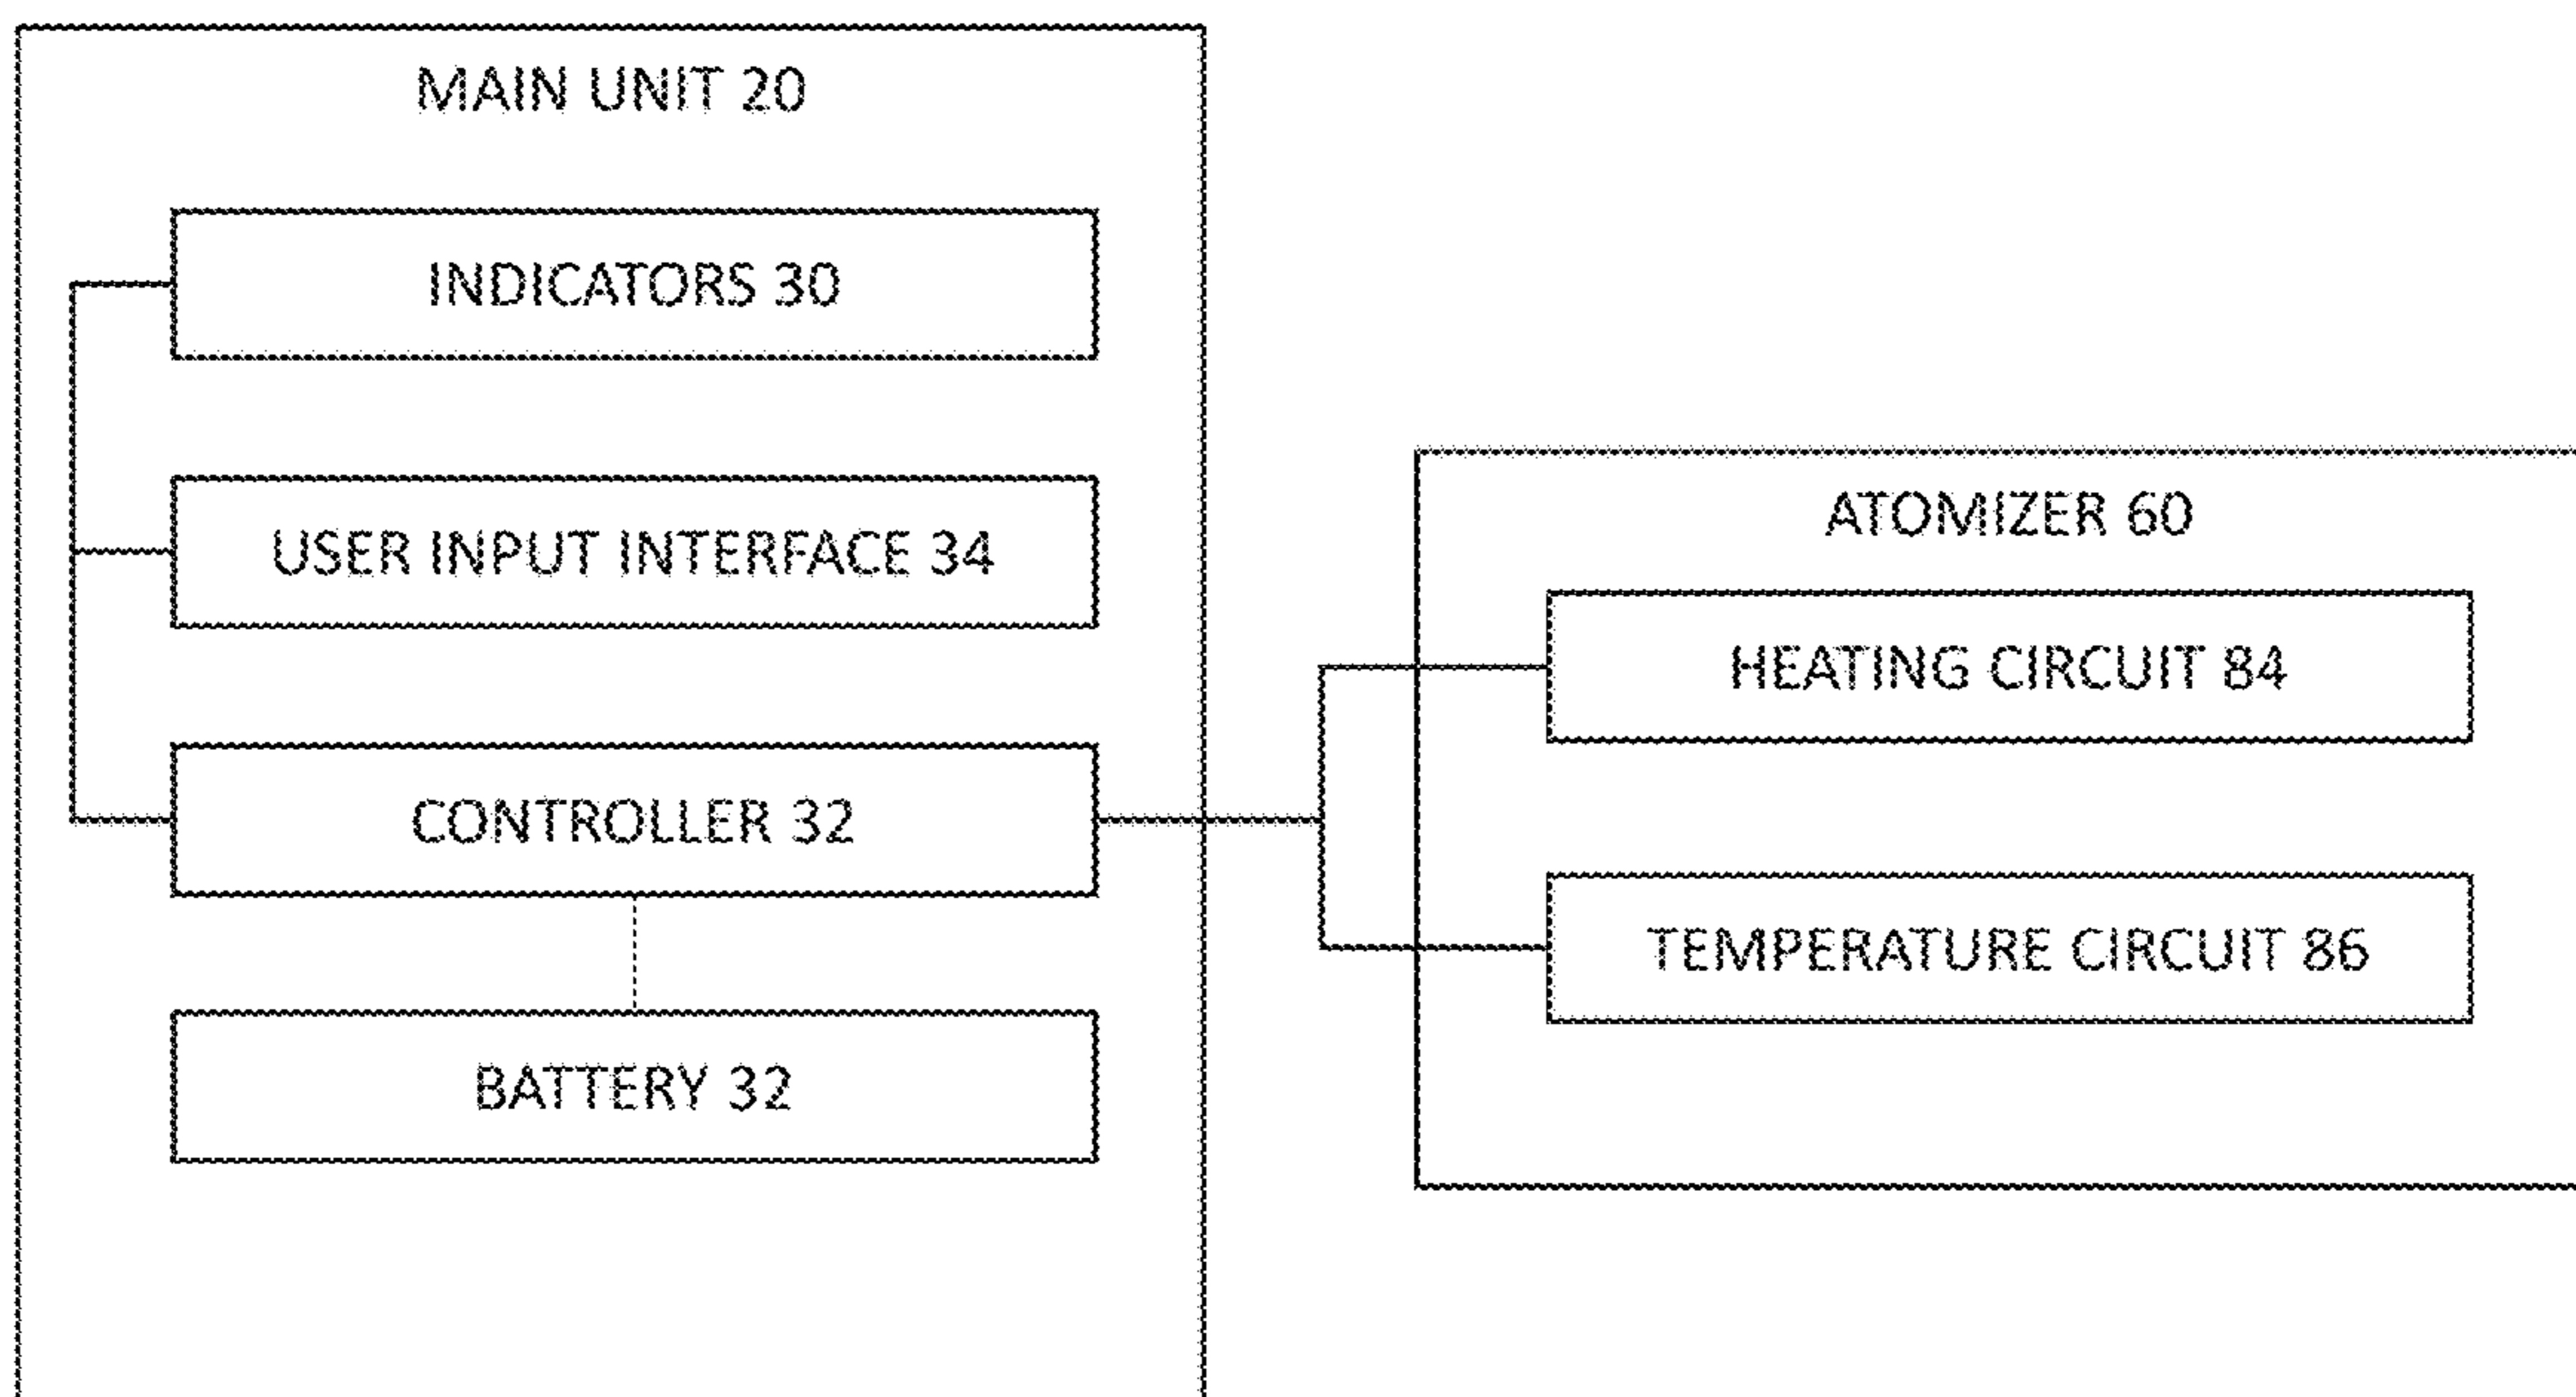 MAIN UNIT 20
INDICATORS 30
USER INPUT INTERFACE 34
CONTROLLER 32
BATTERY 32
ATOMIZER 60
HEATING CIRCUIT 84
TEMPERATURE CIRCUIT 86